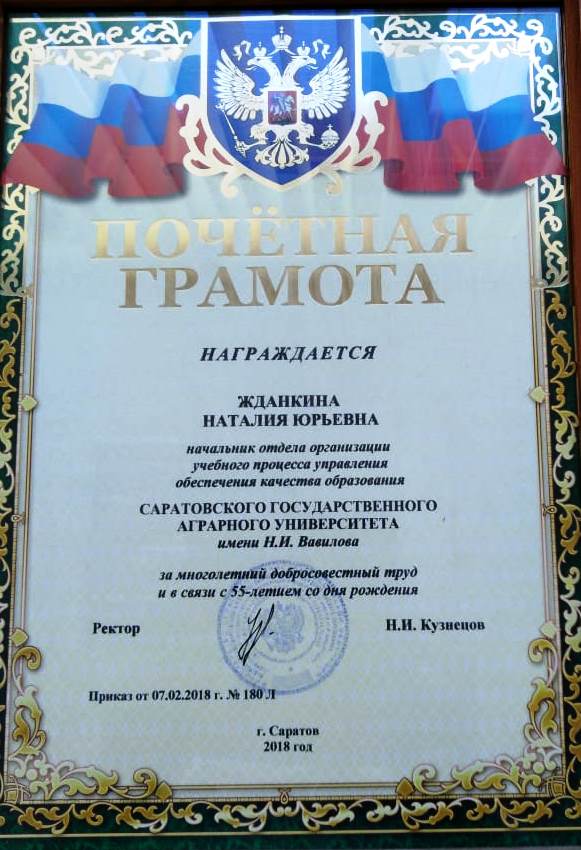 ПОЧЁТНАЯ
ГРАМОТА
НАГРАЖДАЕТСЯ
ЖДАНКИНА
НАТАЛИЯ ЮРЬЕВНА
начальник отдела организации
учебного процесса управления
обеспечения качества образования
САРАТОВСКОГО ГОСУДАРСТВЕННОГО
АГРАРНОГО УНИВЕРСИТЕТА
имени Н.И. Вавилова
за многолетний добросовестный труд
и в связи с 55-летием со дня рождения
Ректор Н.И. Кузнецов
Приказ от 07.02.2018 г. № 180 Л
г. Саратов
2018 год